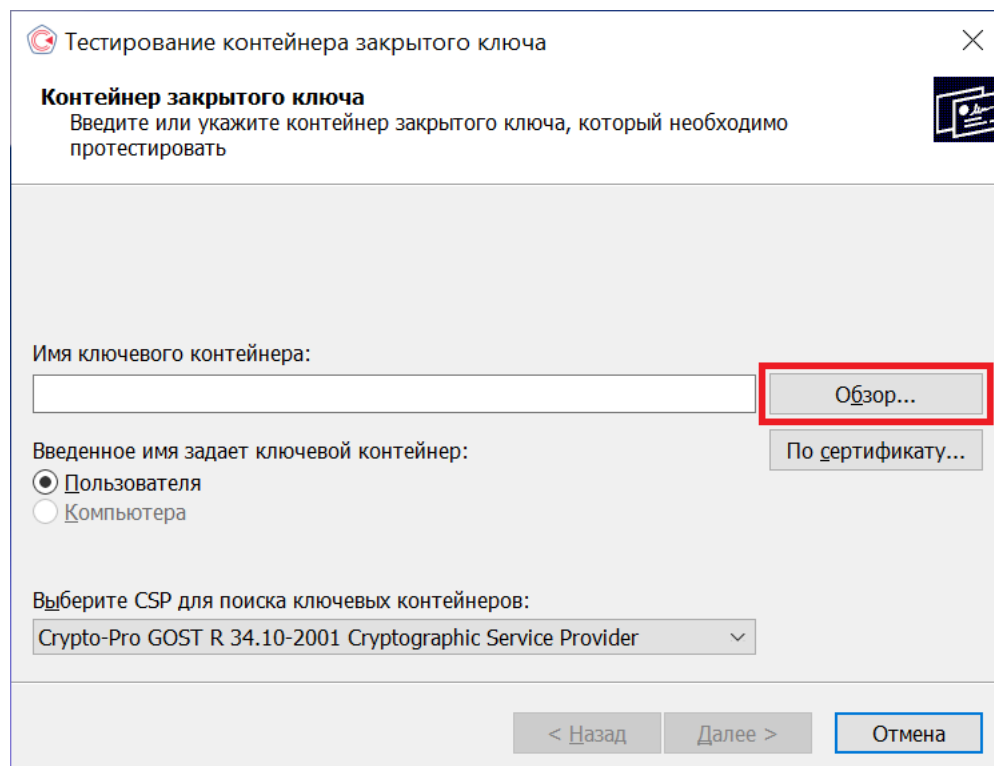 Тестирование контейнера закрытого ключа
Контейнер закрытого ключа
Введите или укажите контейнер закрытого ключа, который необходимо
протестировать
Имя ключевого контейнера:
Обзор...
Введенное имя задает ключевой контейнер:
По сертификату...
Пользователя
Компьютера
Выберите CSP для поиска ключевых контейнеров:
Crypto-Pro GOST R 34.10-2001 Cryptographic Service Provider
< Назад
Далее >
Отмена